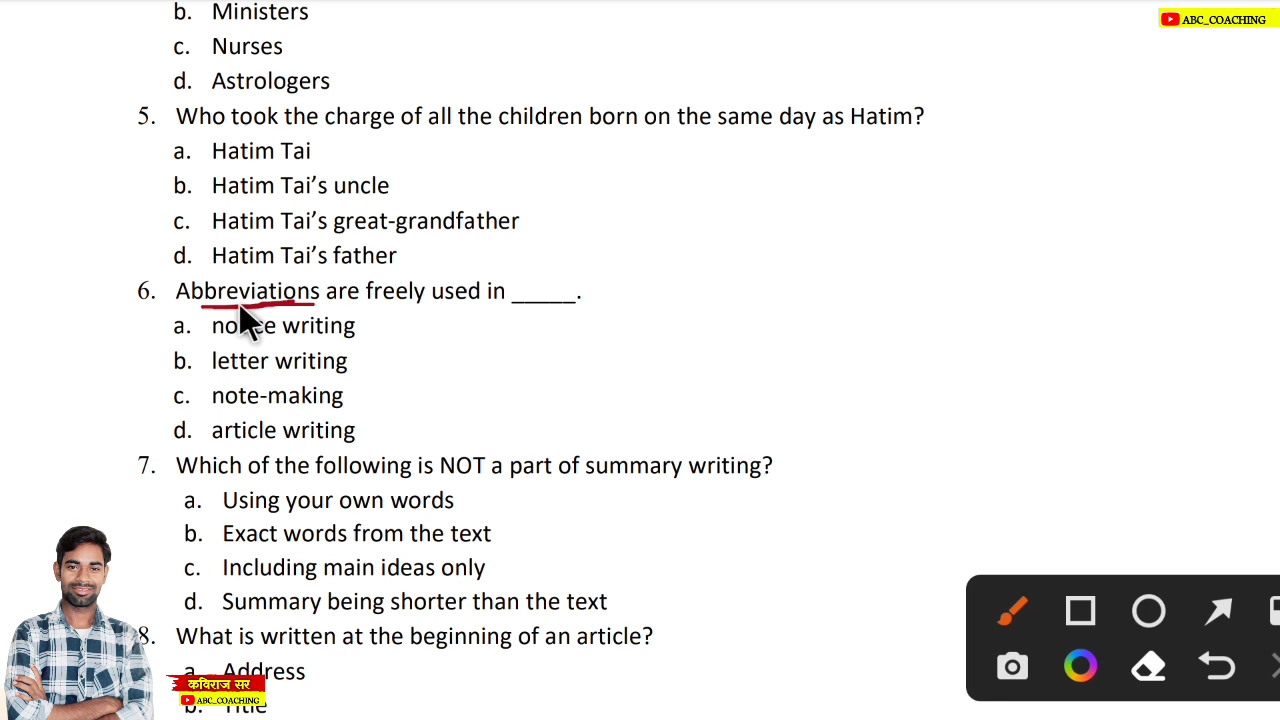 b. Ministers
ABC_COACHING
c. Nurses
d. Astrologers
5. Who took the charge of all the children born on the same day as Hatim?
a. Hatim Tai
b. Hatim Tai’s uncle
c. Hatim Tai’s great-grandfather
d. Hatim Tai’s father
6. Abbreviations are freely used in _____.
a. notice writing
b. letter writing
c. note-making
d. article writing
7. Which of the following is NOT a part of summary writing?
a. Using your own words
b. Exact words from the text
c. Including main ideas only
d. Summary being shorter than the text
8. What is written at the beginning of an article?
a. Address
कविराज सर
ABC_COACHING
b. Title